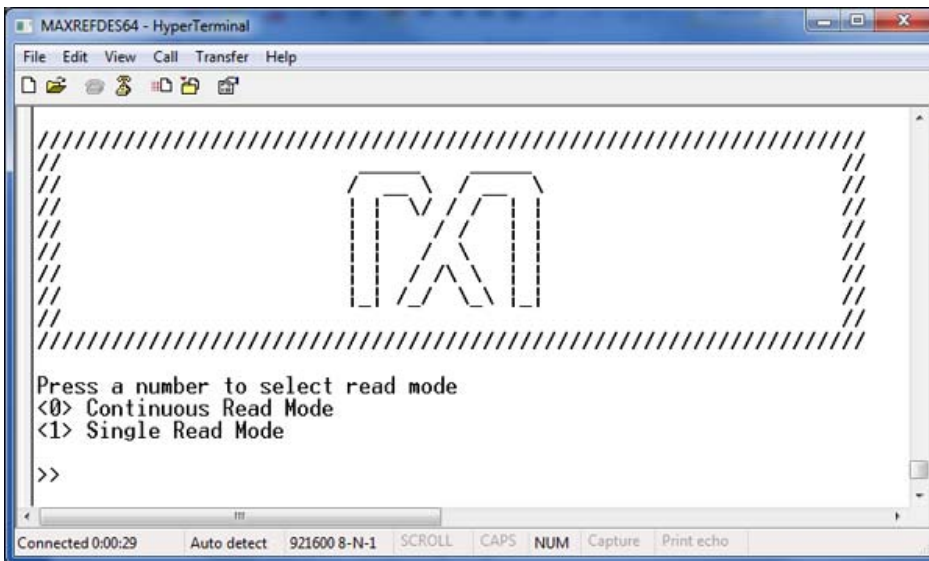 MAXREFDES64 - HyperTerminal
File Edit View Call Transfer Help
///////////////////////////////////////////////////////////////////
// //
// //
// //
// //
// //
// //
// //
// //
///////////////////////////////////////////////////////////////////
Press a number to select read mode
<0> Continuous Read Mode
<1> Single Read Mode
>>
Connected 0:00:29 Auto detect 921600 8-N-1 SCROLL CAPS NUM Capture Print echo